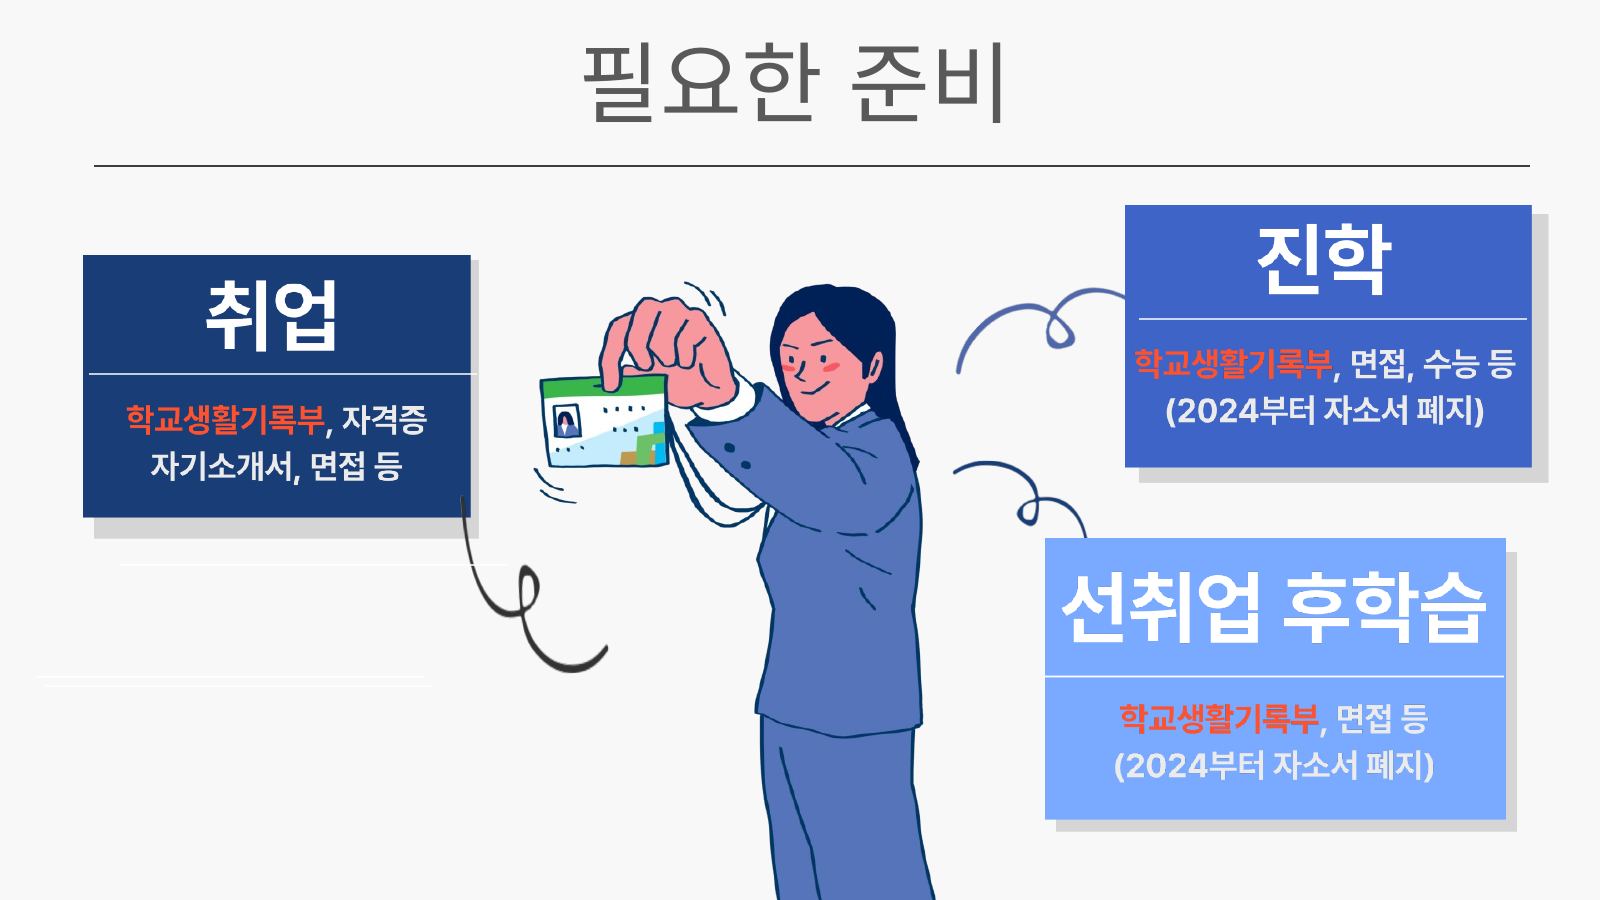 필요한 준비
취업
학교생활기록부, 자격증
자기소개서, 면접 등
진학
학교생활기록부, 면접, 수능 등
(2024부터 자소서 폐지)
선취업 후학습
학교생활기록부, 면접 등
(2024부터 자소서 폐지)